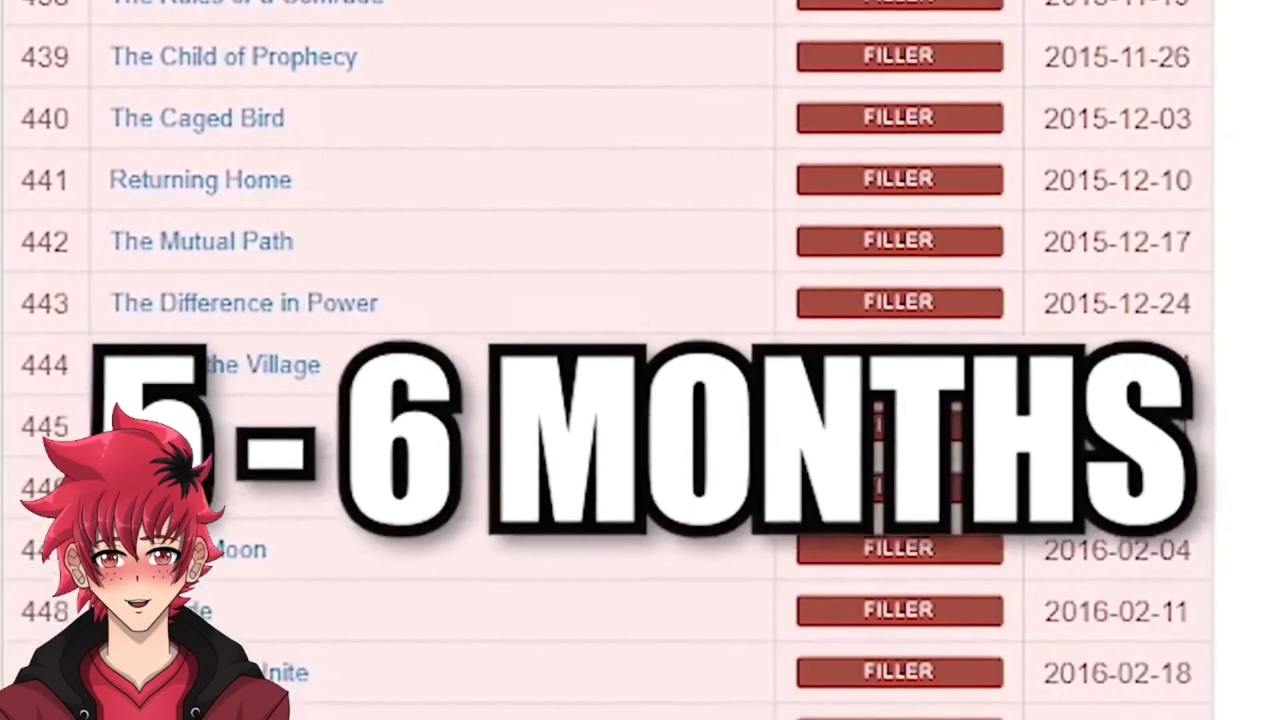 439 The Child of Prophecy FILLER 2015-11-26
440 The Caged Bird FILLER 2015-12-03
441 Returning Home FILLER 2015-12-10
442 The Mutual Path FILLER 2015-12-17
443 The Difference in Power FILLER 2015-12-24
444 the Village
5 - 6 MONTHS
445
Moon FILLER 2016-02-04
448 FILLER 2016-02-11
FILLER 2016-02-18